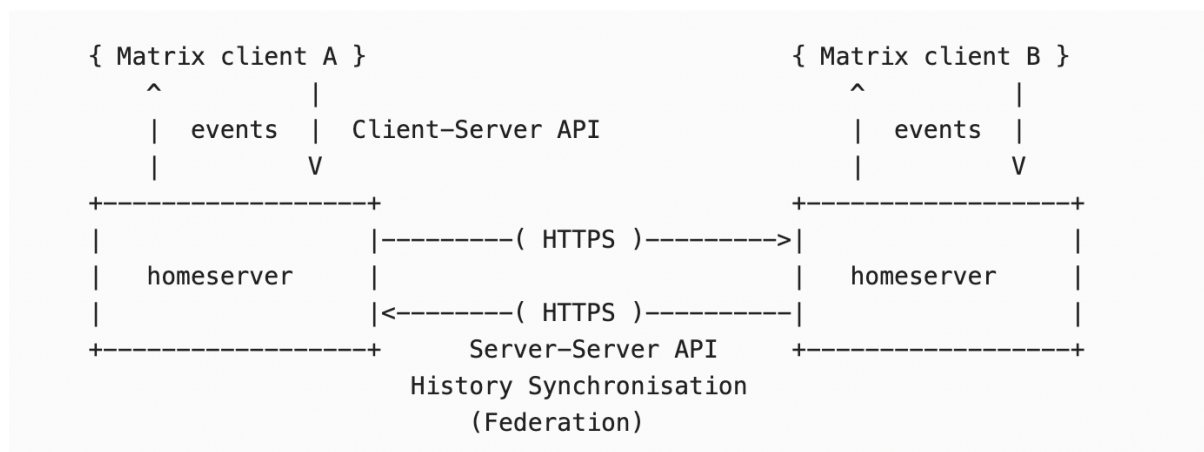 { Matrix client A }                             { Matrix client B }
    ^          |                                    ^          |
    |  events  |  Client-Server API                 |  events  |
    |          V                                    |          V
+------------------+                            +------------------+
|                  |---------( HTTPS )--------->|                  |
|   homeserver     |                            |   homeserver     |
|                  |<--------( HTTPS )----------|                  |
+------------------+      Server-Server API     +------------------+
                      History Synchronisation
                          (Federation)